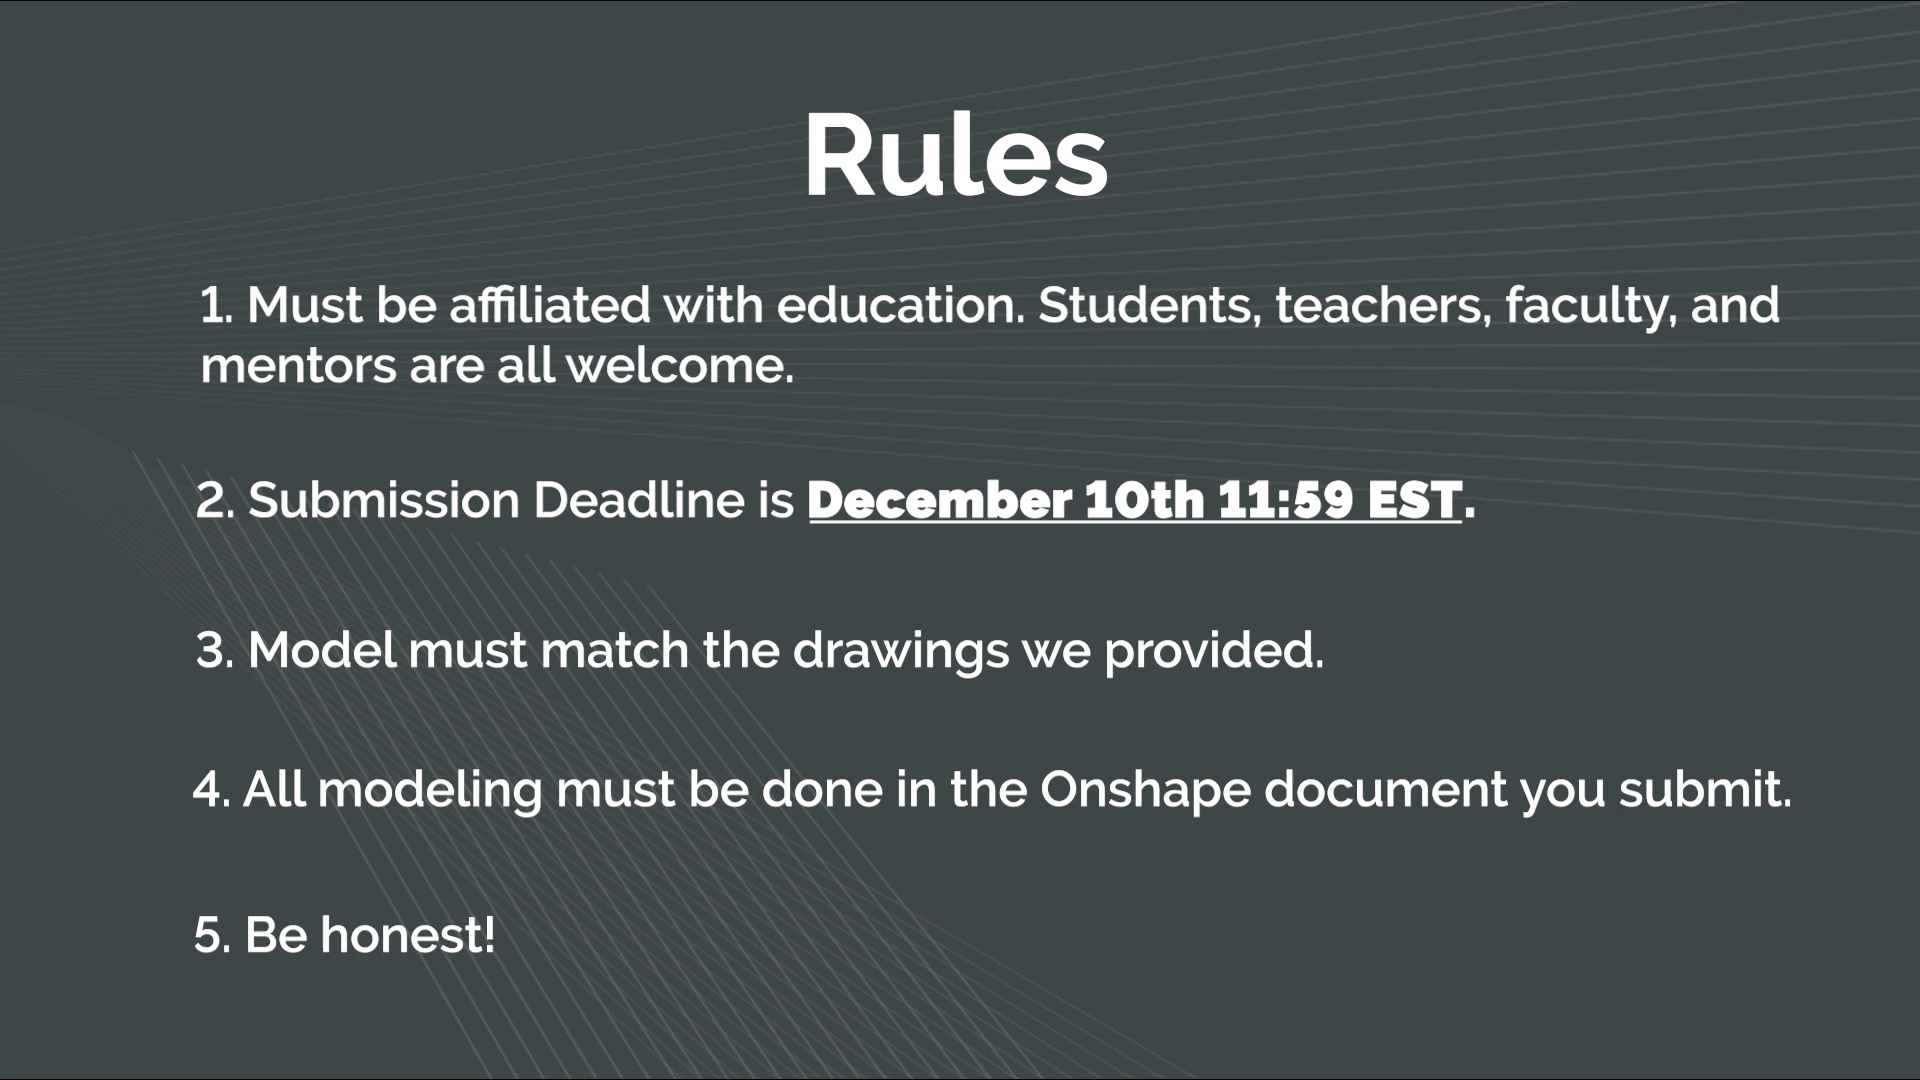 Rules
1. Must be affiliated with education. Students, teachers, faculty, and
mentors are all welcome.
2. Submission Deadline is December 10th 11:59 EST.
3. Model must match the drawings we provided.
4. All modeling must be done in the Onshape document you submit.
5. Be honest!